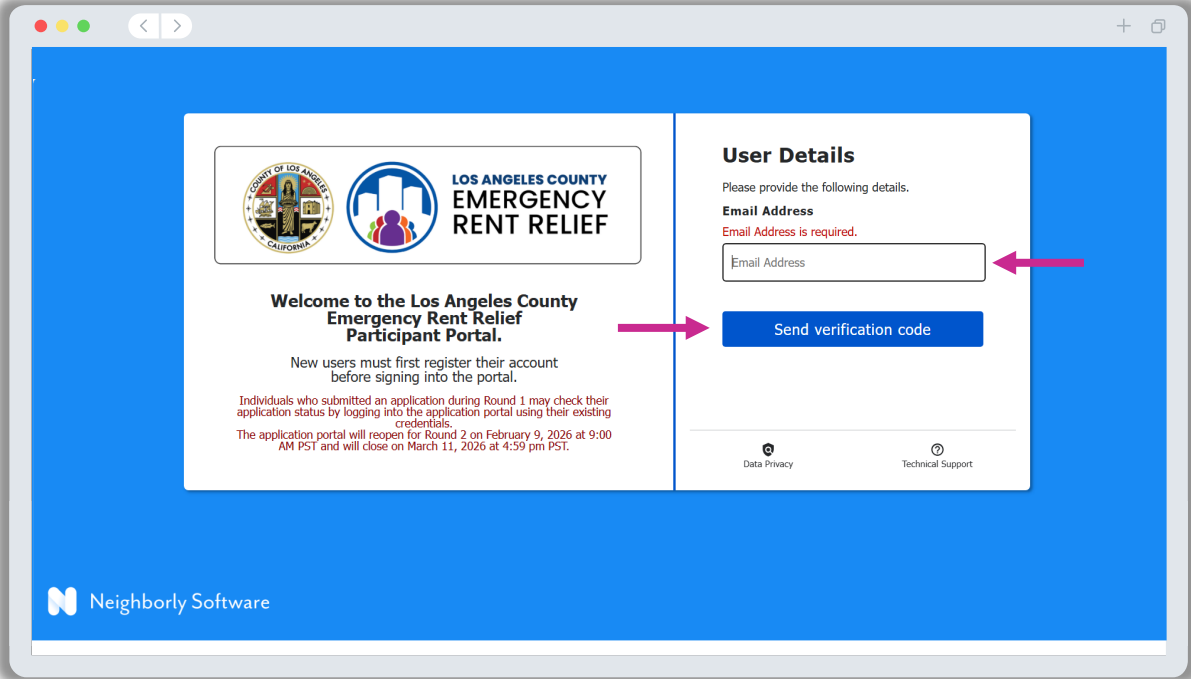 COUNTY OF LOS ANGELES
CALIFORNIA
LOS ANGELES COUNTY
EMERGENCY
RENT RELIEF
Welcome to the Los Angeles County
Emergency Rent Relief
Participant Portal.
New users must first register their account
before signing into the portal.
Individuals who submitted an application during Round 1 may check their
application status by logging into the application portal using their existing
credentials.
The application portal will reopen for Round 2 on February 9, 2026 at 9:00
AM PST and will close on March 11, 2026 at 4:59 pm PST.
User Details
Please provide the following details.
Email Address
Email Address is required.
Email Address
Send verification code
Data Privacy
Technical Support
Neighborly Software